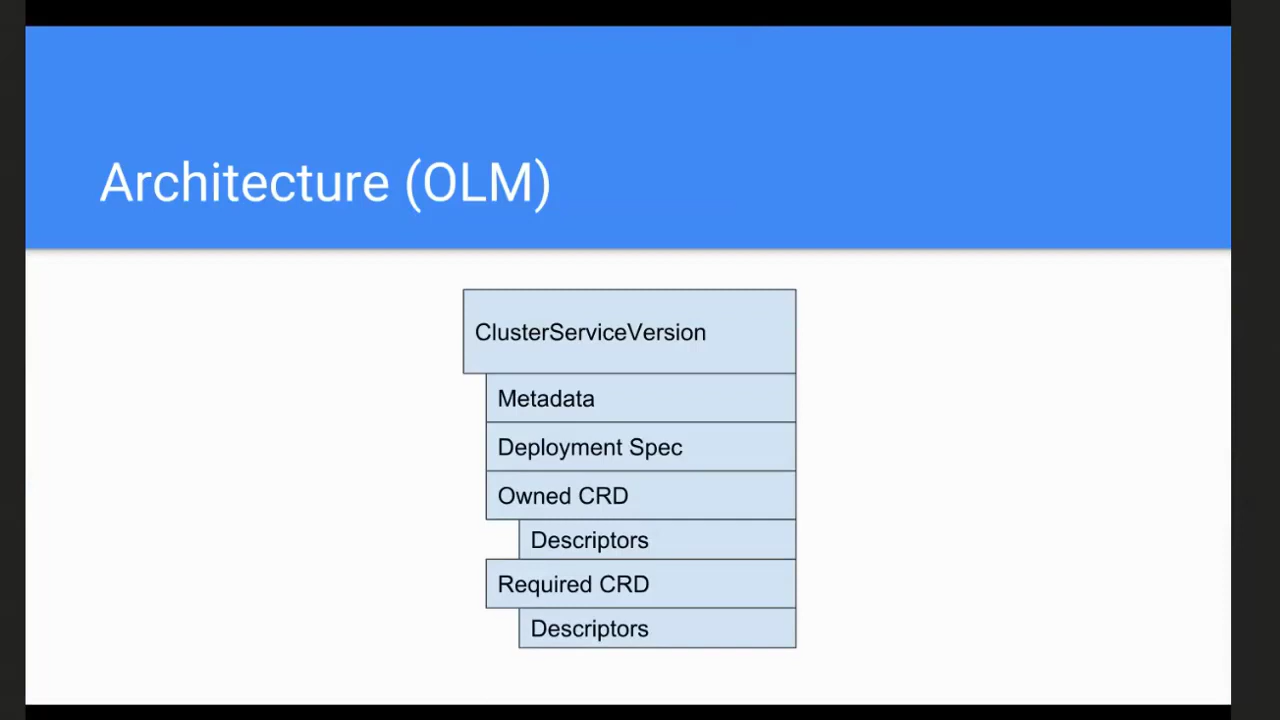 Architecture (OLM)
ClusterServiceVersion
Metadata
Deployment Spec
Owned CRD
Descriptors
Required CRD
Descriptors